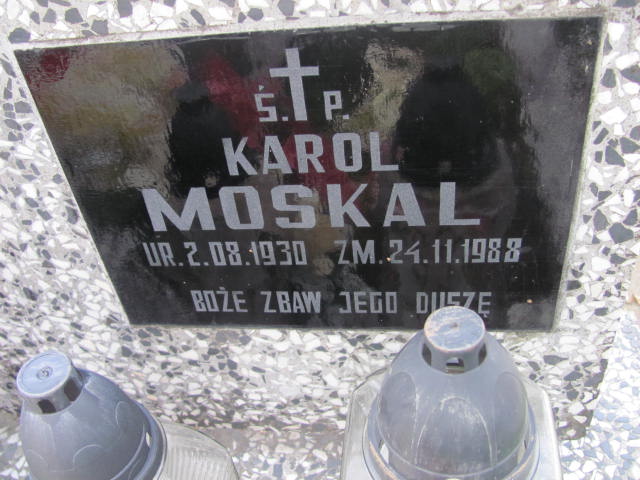 Ś. P.
KAROL
MOSKAL
UR. 2.08.1930 ZM. 24.11.1988
BOŻE ZBAW JEGO DUSZĘ